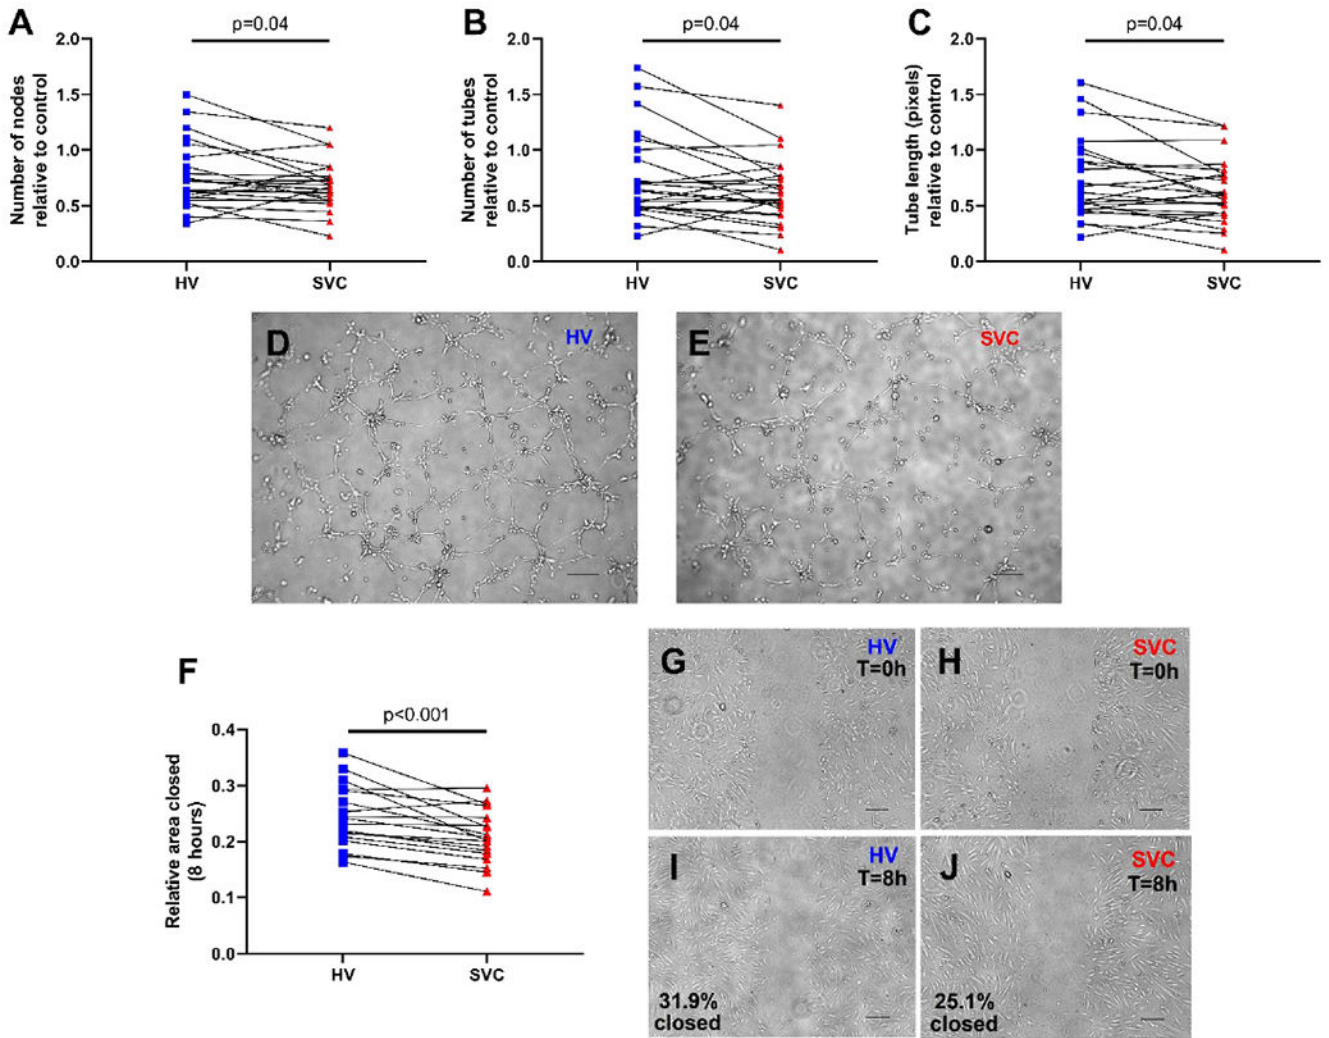 A
p=0.04
Number of nodes
relative to control
2.0
1.5
1.0
0.5
0.0
HV
SVC
B
p=0.04
Number of tubes
relative to control
2.0
1.5
1.0
0.5
0.0
HV
SVC
C
p=0.04
Tube length (pixels)
relative to control
2.0
1.5
1.0
0.5
0.0
HV
SVC
D
HV
E
SVC
F
p<0.001
Relative area closed
(8 hours)
0.4
0.3
0.2
0.1
0.0
HV
SVC
G
HV
T=0h
H
SVC
T=0h
I
HV
T=8h
31.9%
closed
J
SVC
T=8h
25.1%
closed